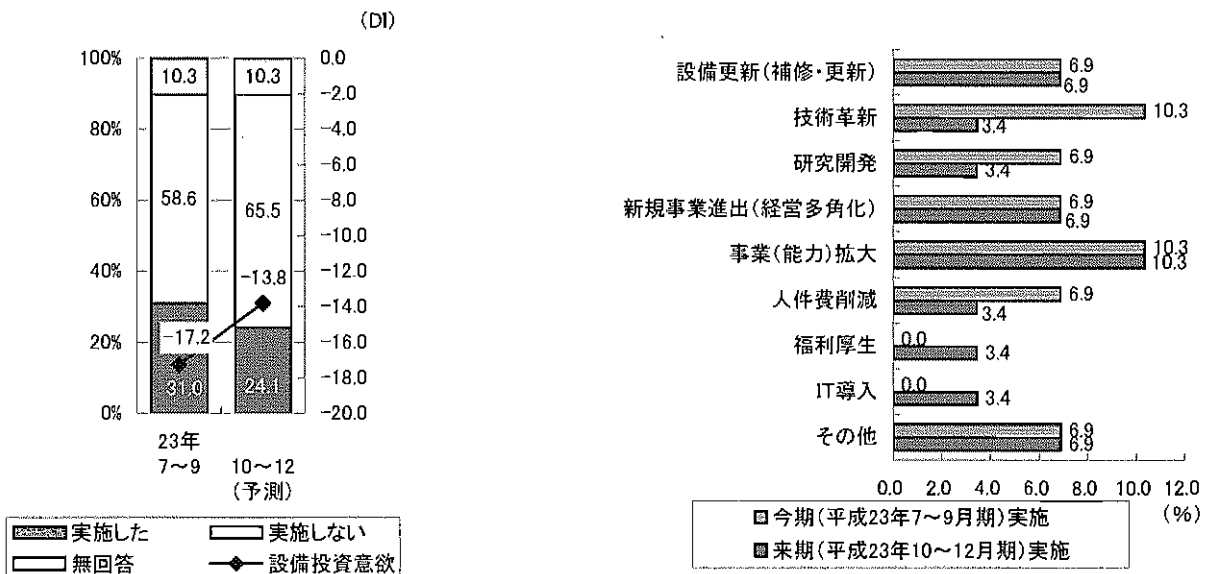 (DI)
100%
80%
60%
40%
20%
0%
10.3
10.3
58.6
65.5
-13.8
-17.2
31.0
24.1
0.0
-2.0
-4.0
-6.0
-8.0
-10.0
-12.0
-14.0
-16.0
-18.0
-20.0
23年
7～9
10～12
(予測)
実施した
実施しない
無回答
設備投資意欲
設備更新(補修・更新)
6.9
6.9
技術革新
10.3
3.4
研究開発
6.9
3.4
新規事業進出(経営多角化)
6.9
6.9
事業(能力)拡大
10.3
10.3
人件費削減
6.9
3.4
福利厚生
0.0
3.4
IT導入
0.0
3.4
その他
6.9
6.9
0.0 2.0 4.0 6.0 8.0 10.0 12.0
(%)
今期(平成23年7～9月期)実施
来期(平成23年10～12月期)実施